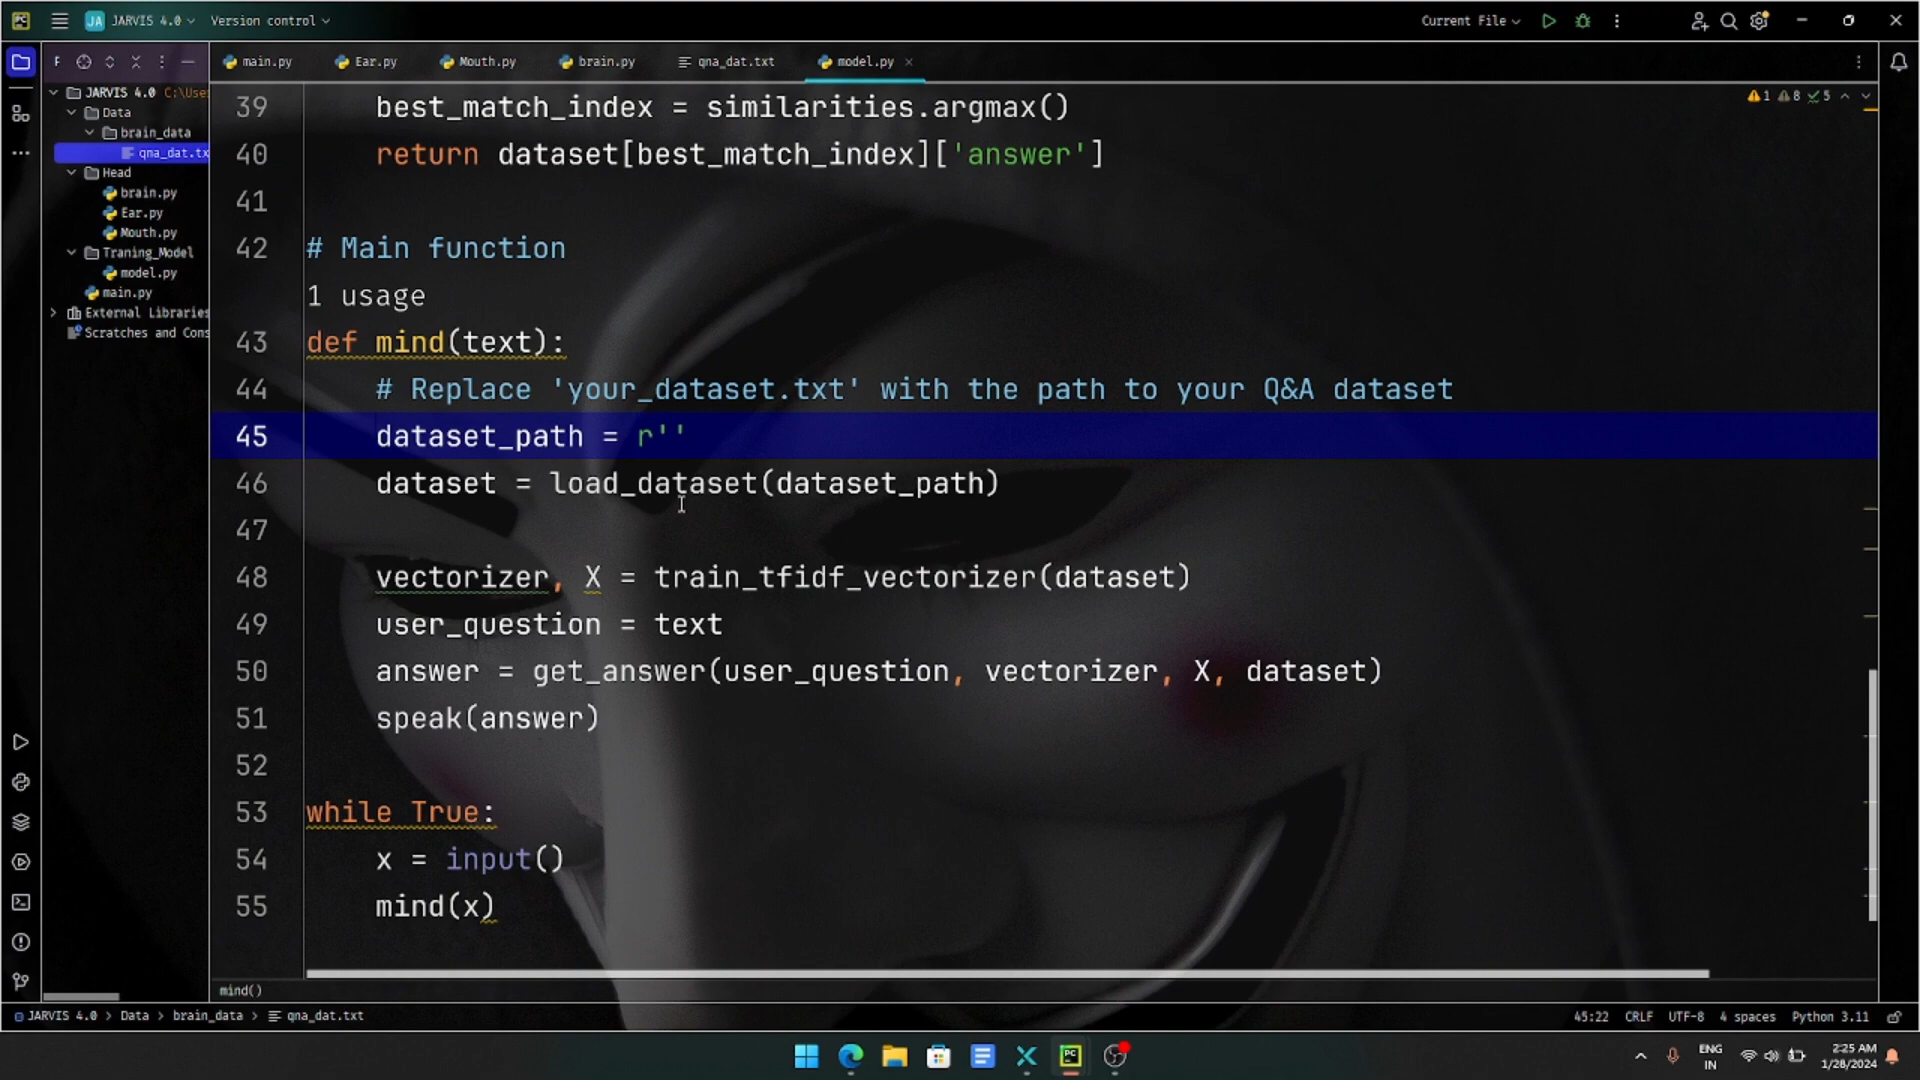 JA JARVIS 4.0
Version control
Current File
F
main.py
Ear.py
Mouth.py
brain.py
qna_dat.txt
model.py
JARVIS 4.0 C:\Use
Data
brain_data
qna_dat.tx
Head
brain.py
Ear.py
Mouth.py
Traning_Model
model.py
main.py
External Libraries
Scratches and Cons
1 8 5
39 best_match_index = similarities.argmax()
40 return dataset[best_match_index]['answer']
41
42 # Main function
1 usage
43 def mind(text):
44 # Replace 'your_dataset.txt' with the path to your Q&A dataset
45 dataset_path = r''
46 dataset = load_dataset(dataset_path)
47
48 vectorizer, X = train_tfidf_vectorizer(dataset)
49 user_question = text
50 answer = get_answer(user_question, vectorizer, X, dataset)
51 speak(answer)
52
53 while True:
54 x = input()
55 mind(x)
mind()
JARVIS 4.0 > Data > brain_data > qna_dat.txt
45:22 CRLF UTF-8 4 spaces Python 3.11
PC
ENG
IN
2:25 AM
1/28/2024